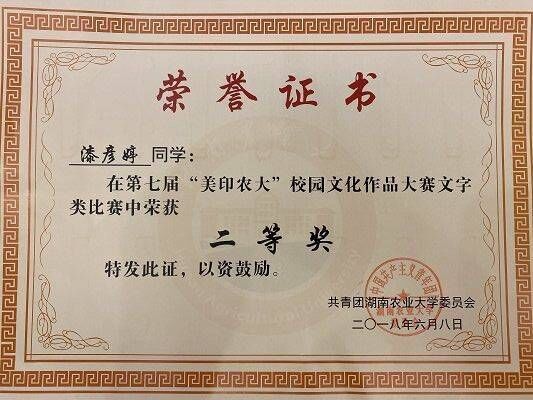 荣誉证书
漆彦婷 同学：
在第七届“美印农大”校园文化作品大赛文字
类比赛中荣获
二等奖
特发此证，以资鼓励。
共青团湖南农业大学委员会
二〇一八年六月八日